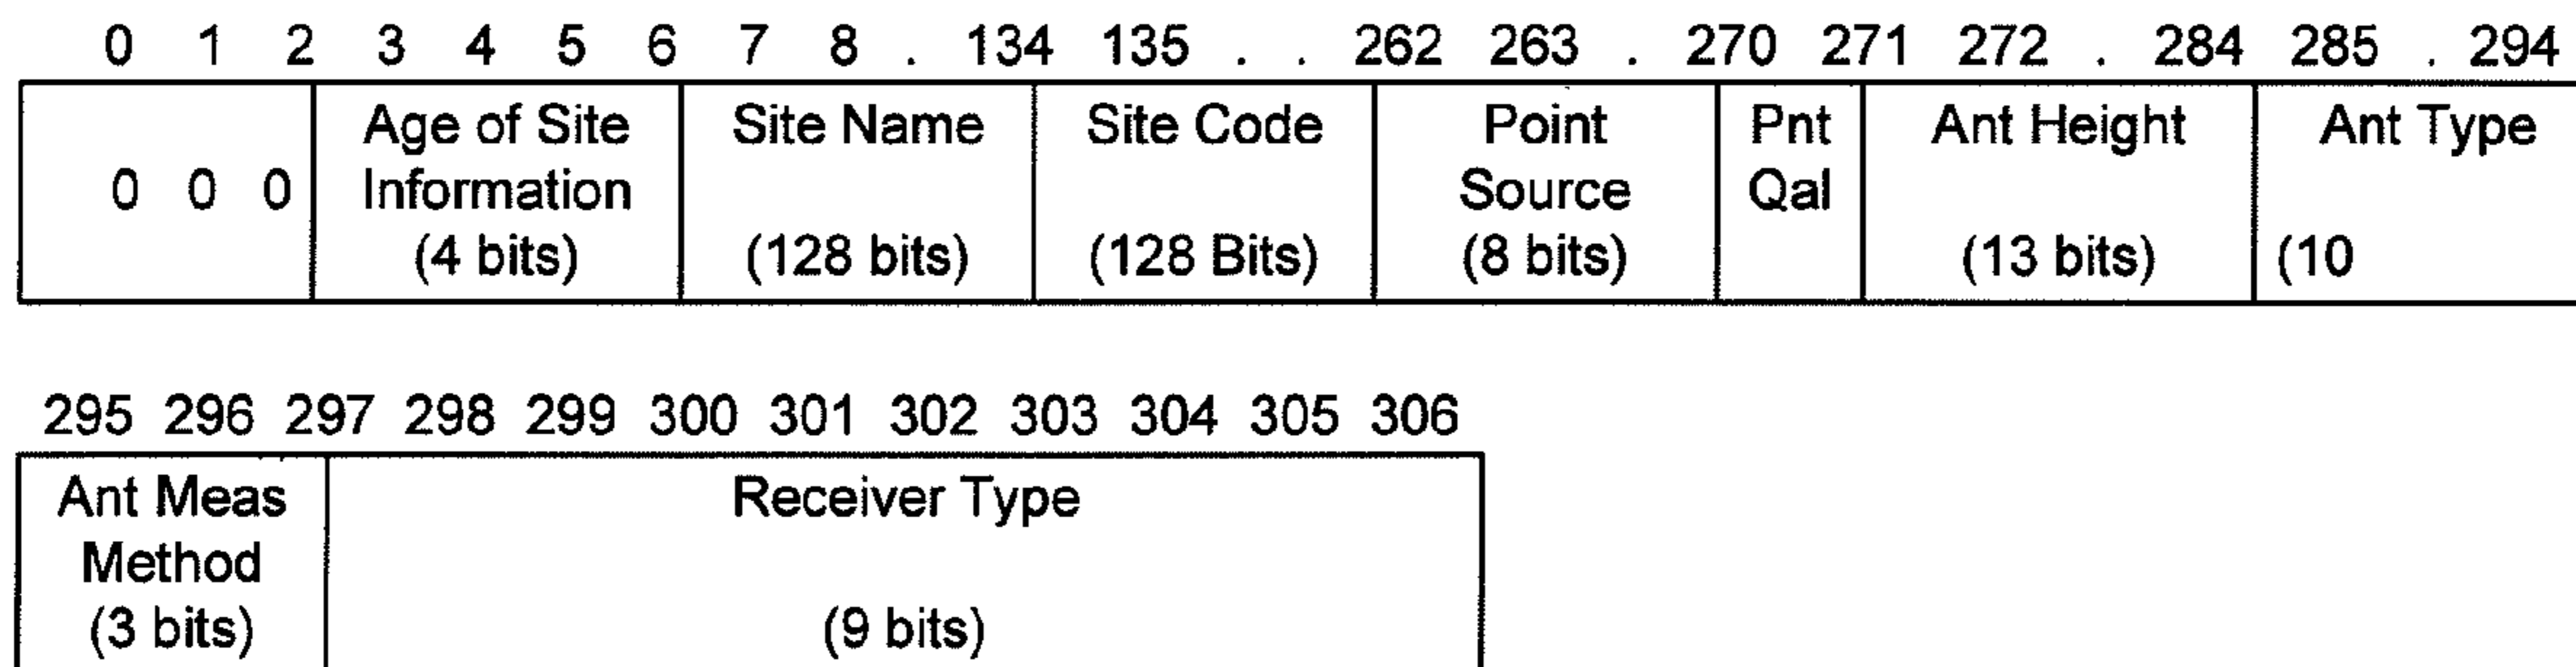 0 1 2 3 4 5 6 7 8 . 134 135 . . 262 263 . 270 271 272 . 284 285 . 294
Age of Site Site Name Site Code Point Pnt Ant Height Ant Type
0 0 0 Information Source Qal
(4 bits) (128 bits) (128 Bits) (8 bits) (13 bits) (10
295 296 297 298 299 300 301 302 303 304 305 306
Ant Meas Receiver Type
Method
(3 bits) (9 bits)